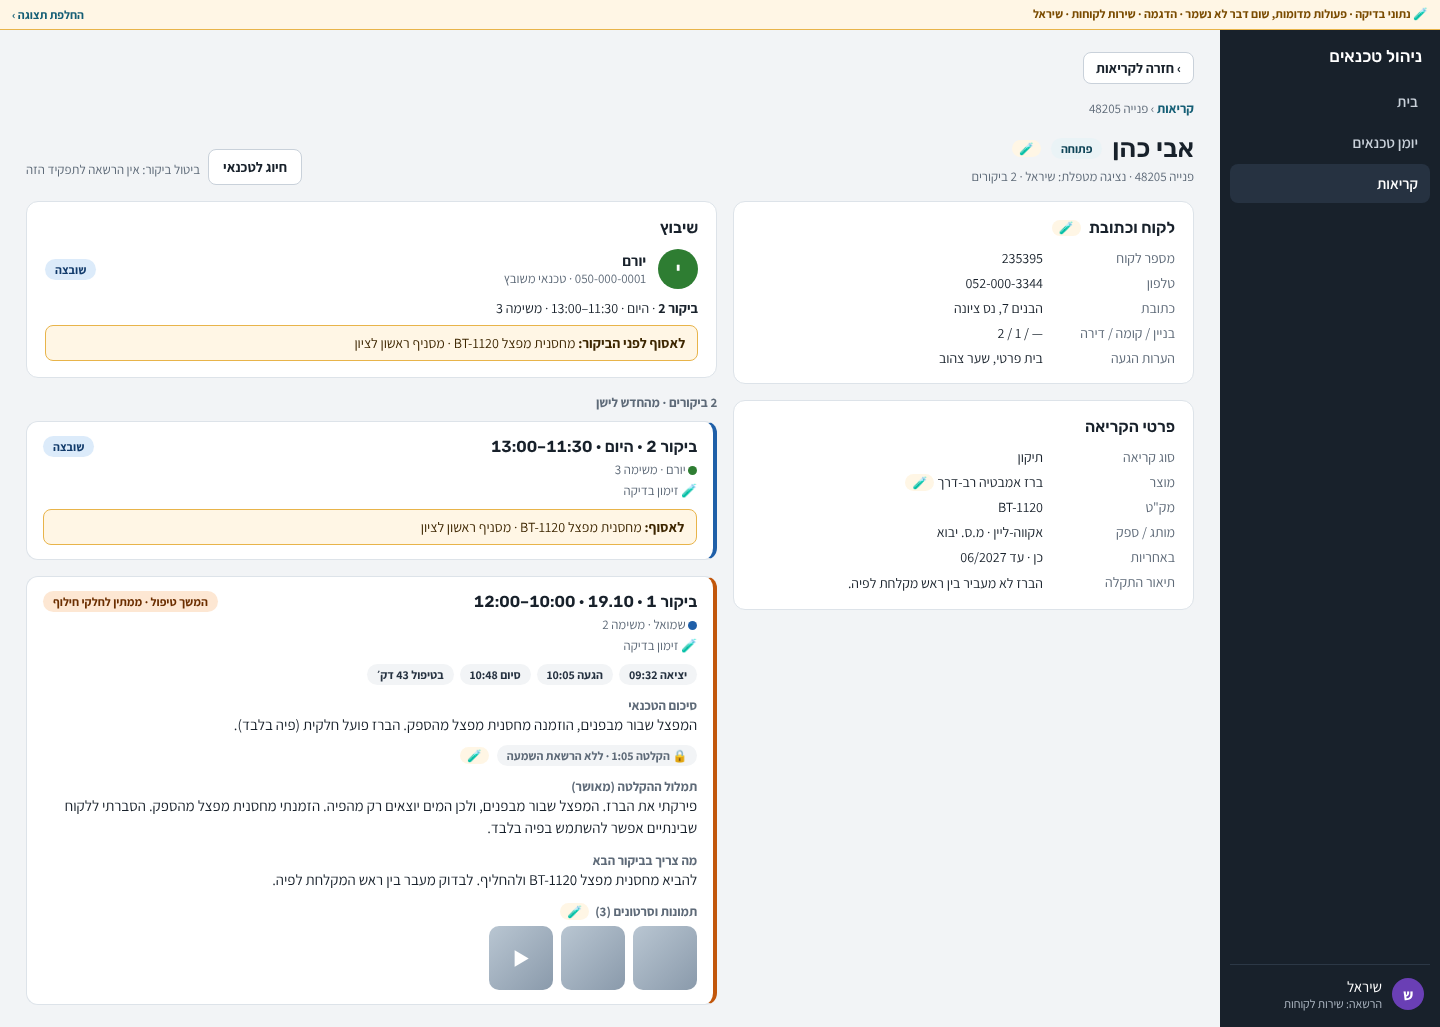 🧪 נתוני בדיקה · פעולות מדומות, שום דבר לא נשמר · הדגמה · שירות לקוחות · שיראל
החלפת תצוגה ›
ניהול טכנאים
בית
יומן טכנאים
קריאות
שיראל
הרשאה: שירות לקוחות
ש
› חזרה לקריאות
קריאות › פנייה 48205
אבי כהן פתוחה 🧪
פנייה 48205 · נציגה מטפלת: שיראל · 2 ביקורים
חיוג לטכנאי
ביטול ביקור: אין הרשאה לתפקיד הזה
לקוח וכתובת 🧪
מספר לקוח 235395
טלפון 052-000-3344
כתובת הבנים 7, נס ציונה
בניין / קומה / דירה — / 1 / 2
הערות הגעה בית פרטי, שער צהוב
פרטי הקריאה
סוג קריאה תיקון
מוצר ברז אמבטיה רב-דרך 🧪
מק"ט BT-1120
מותג / ספק אקווה-ליין · מ.ס. יבוא
באחריות כן · עד 06/2027
תיאור התקלה הברז לא מעביר בין ראש מקלחת לפיה.
שיבוץ
י
יורם
050-000-0001 · טכנאי משובץ
שובצה
ביקור 2 · היום · 11:30–13:00 · משימה 3
לאסוף לפני הביקור: מחסנית מפצל BT-1120 · מסניף ראשון לציון
2 ביקורים · מהחדש לישן
ביקור 2 · היום · 11:30–13:00
שובצה
יורם · משימה 3
🧪 זימון בדיקה
לאסוף: מחסנית מפצל BT-1120 · מסניף ראשון לציון
ביקור 1 · 19.10 · 10:00–12:00
המשך טיפול · ממתין לחלקי חילוף
שמואל · משימה 2
🧪 זימון בדיקה
יציאה 09:32
הגעה 10:05
סיום 10:48
בטיפול 43 דק׳
סיכום הטכנאי
המפצל שבור מבפנים, הוזמנה מחסנית מפצל מהספק. הברז פועל חלקית (פיה בלבד).
🔒 הקלטה 1:05 · ללא הרשאת השמעה 🧪
תמלול ההקלטה (מאושר)
פירקתי את הברז. המפצל שבור מבפנים, ולכן המים יוצאים רק מהפיה. הזמנתי מחסנית מפצל מהספק. הסברתי ללקוח
שבינתיים אפשר להשתמש בפיה בלבד.
מה צריך בביקור הבא
להביא מחסנית מפצל BT-1120 ולהחליף. לבדוק מעבר בין ראש המקלחת לפיה.
תמונות וסרטונים (3) 🧪